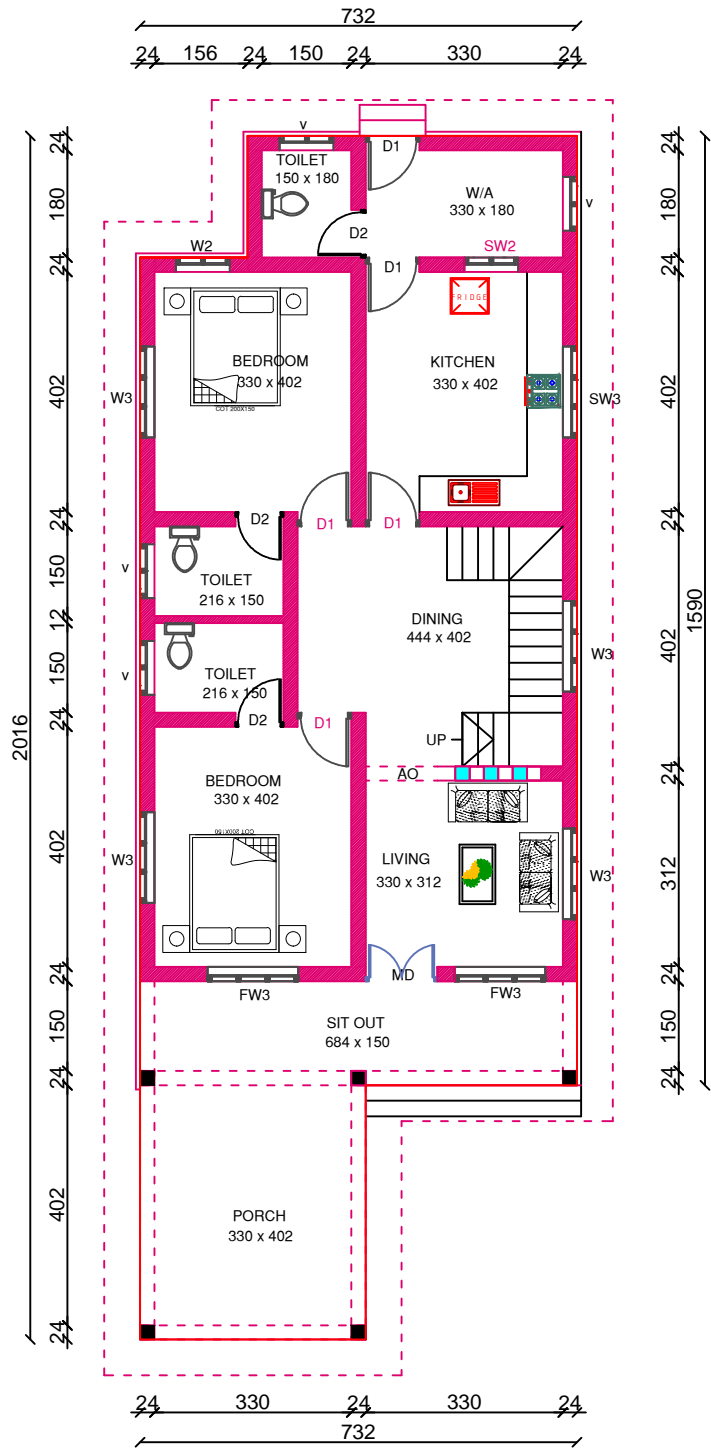 732
24 156 24 150 24 330 24
v
D1
TOILET
150 x 180
W/A
330 x 180
v
D2
W2
SW2
D1
FRIDGE
BEDROOM
330 x 402
COT 200X150
KITCHEN
330 x 402
W3
SW3
D2
D1
D1
v
TOILET
216 x 150
DINING
444 x 402
W3
v
TOILET
216 x 150
D2
D1
UP
AO
BEDROOM
330 x 402
COT 200X150
LIVING
330 x 312
W3
W3
MD
FW3
FW3
SIT OUT
684 x 150
PORCH
330 x 402
2016
24
180
24
402
24
150
12
150
24
402
24
150
24
402
24
24
180
24
402
24
402
24
312
24
150
24
1590
24 330 24 330 24
732